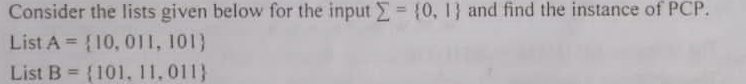 Consider the lists given below for the input ∑ = {0, 1} and find the instance of PCP.
List A = {10, 011, 101}
List B = {101, 11, 011}